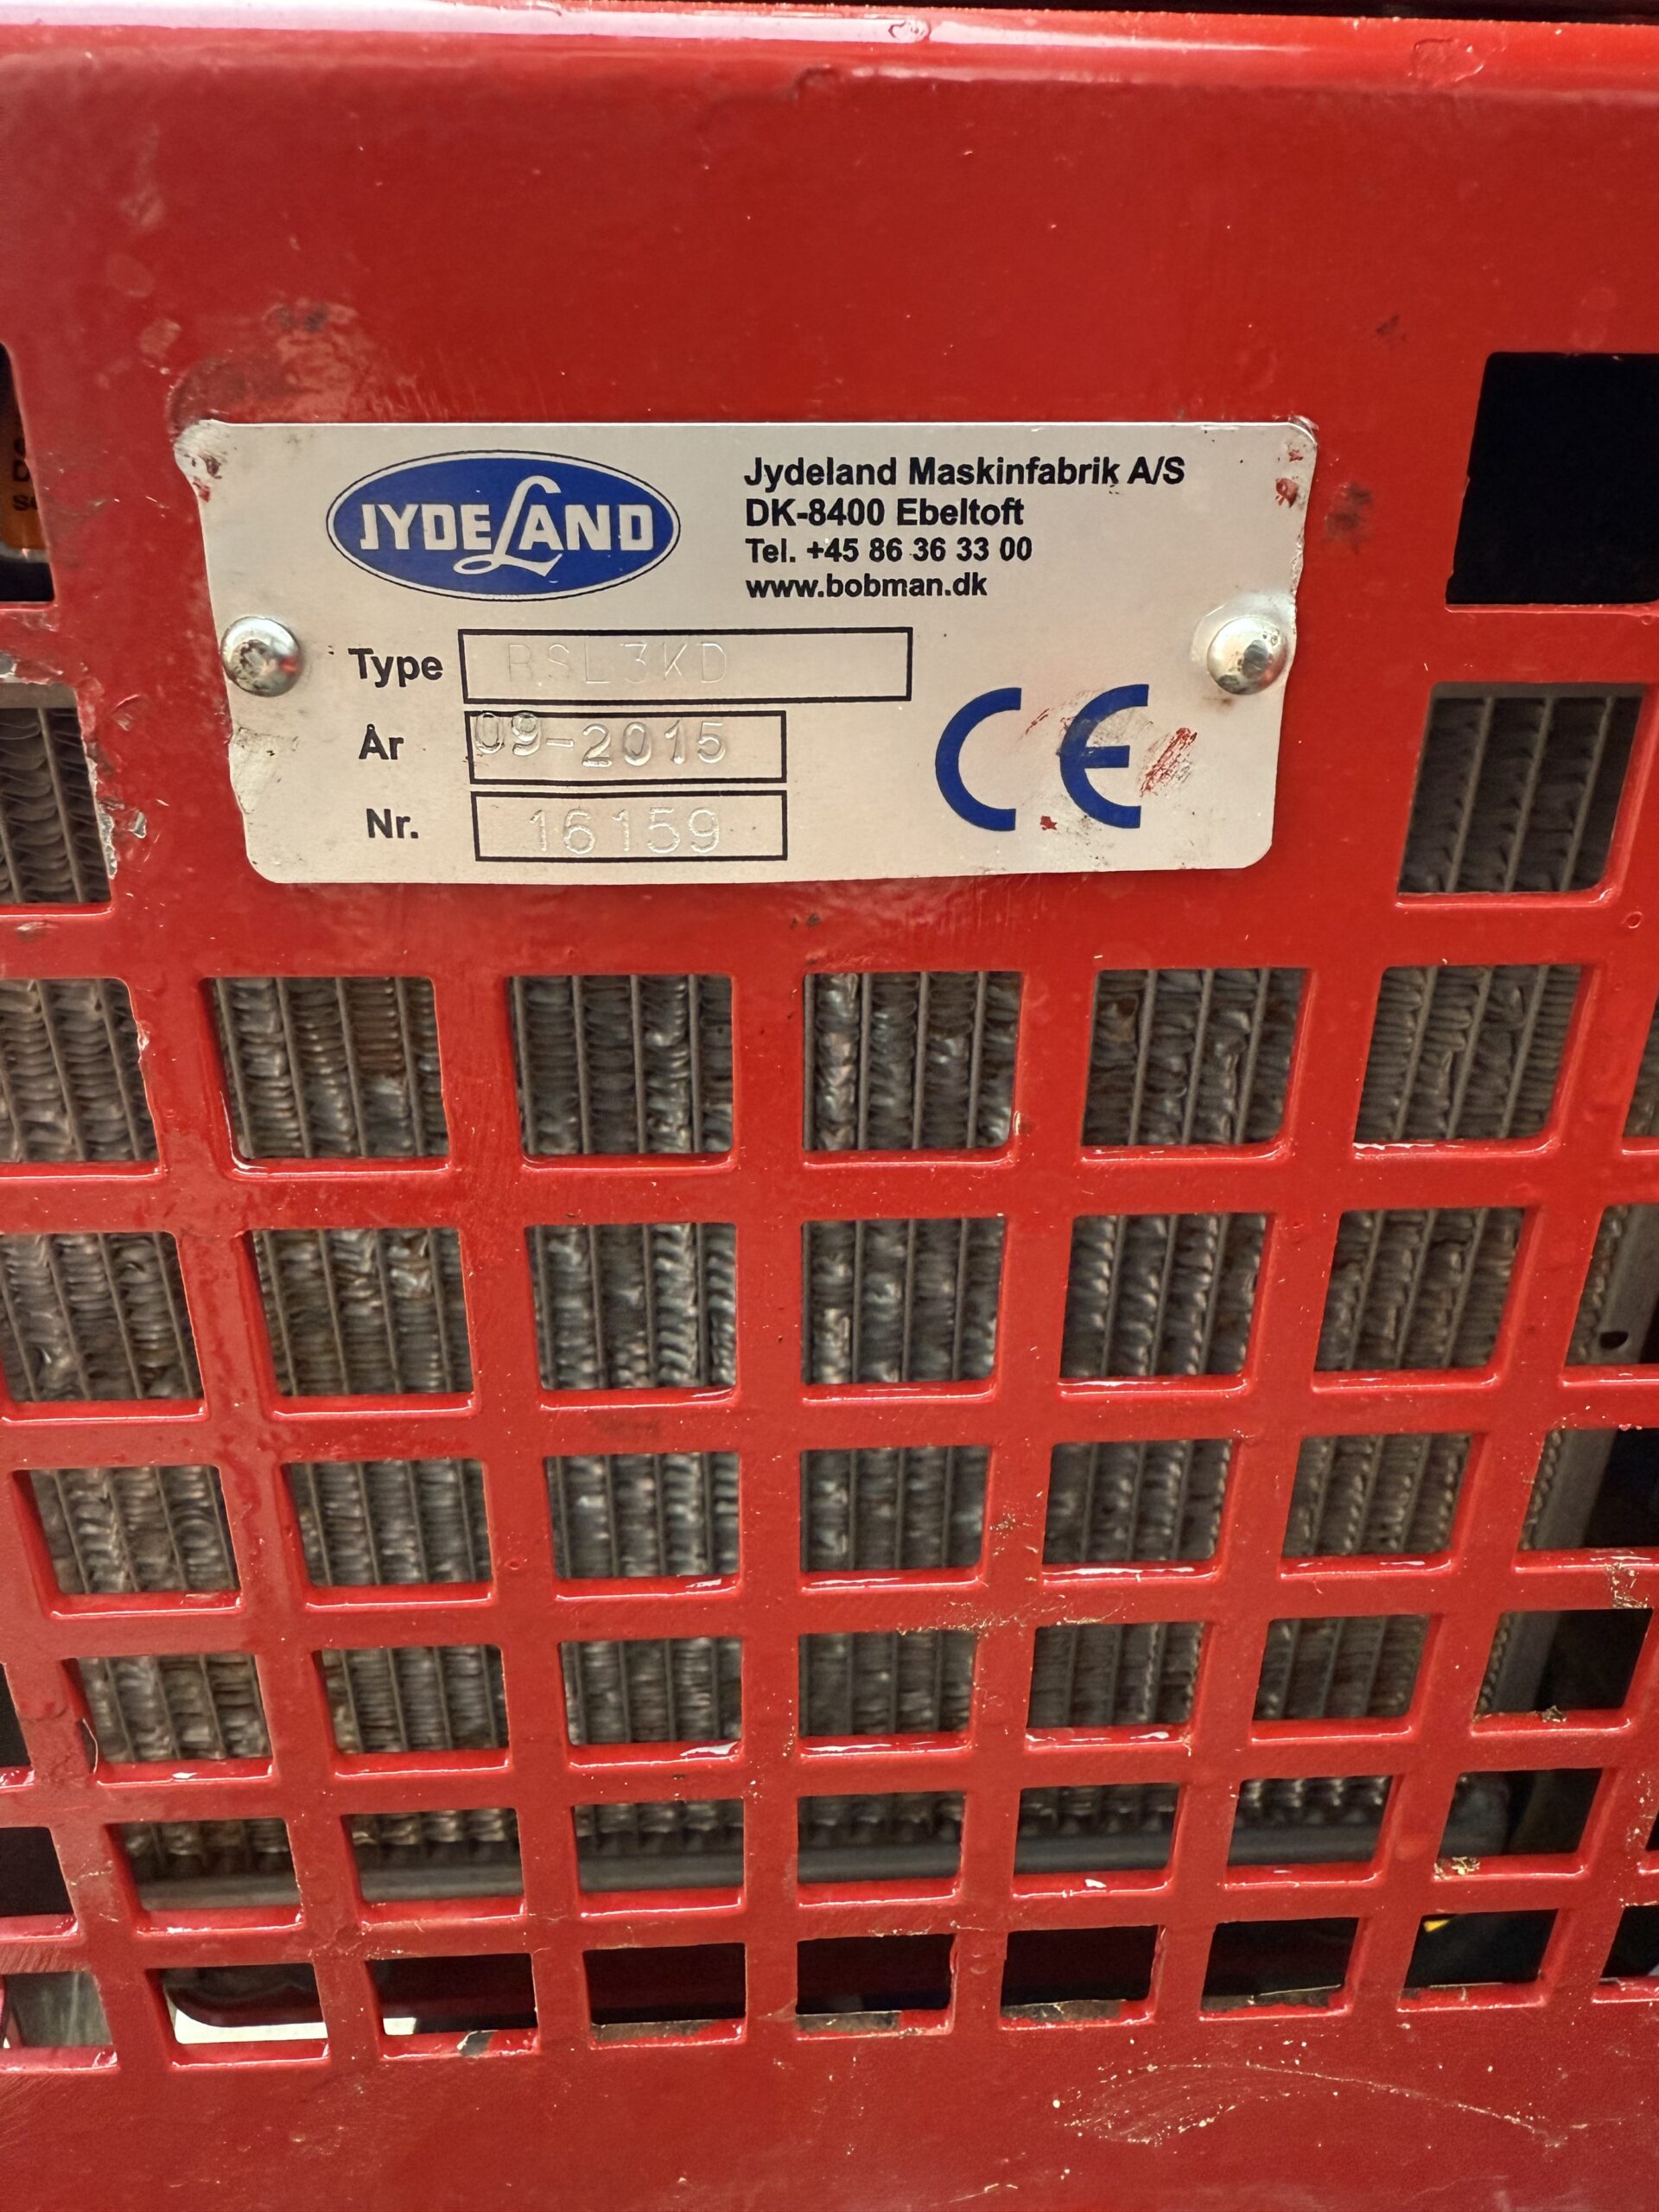 JYDELAND
Jydeland Maskinfabrik A/S
DK-8400 Ebeltoft
Tel. +45 86 36 33 00
www.bobman.dk
Type BSL3KD
År 09-2015
Nr. 16159
CE